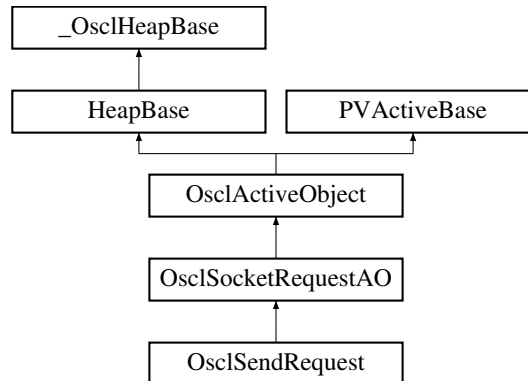 _OsclHeapBase
HeapBase
PVActiveBase
OsclActiveObject
OsclSocketRequestAO
OsclSendRequest